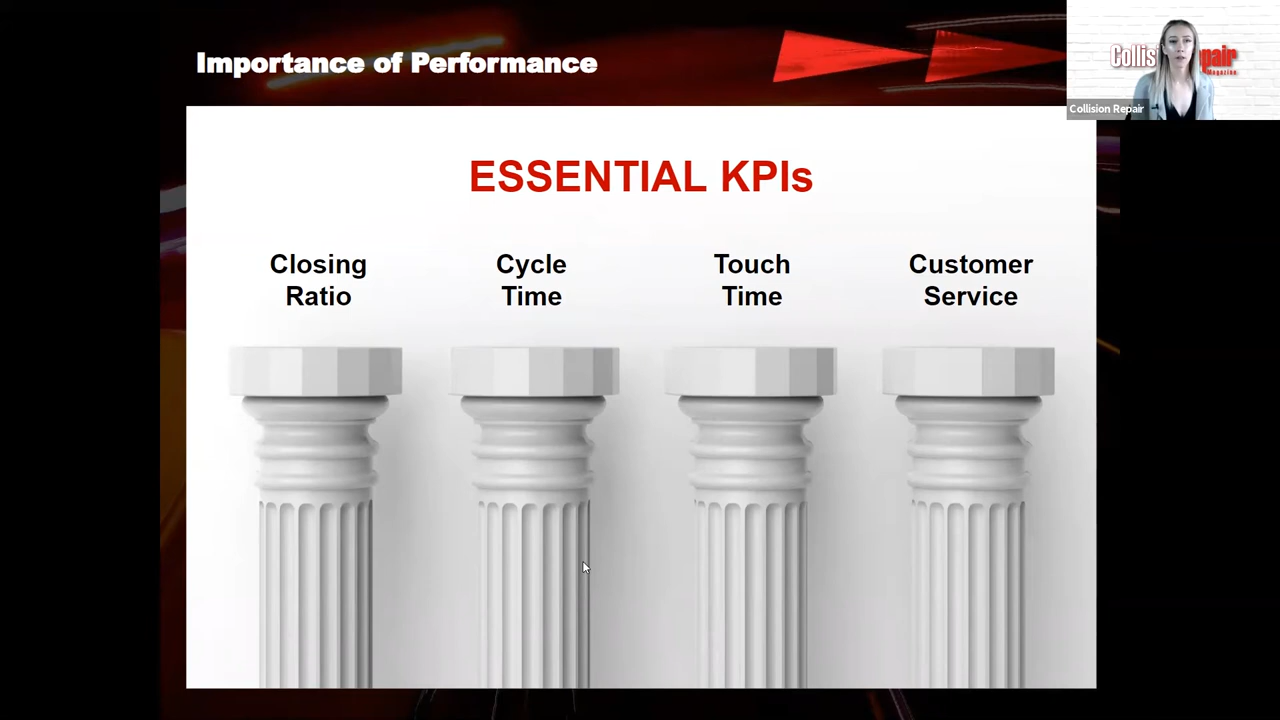 Importance of Performance
ESSENTIAL KPIs
Closing
Ratio
Cycle
Time
Touch
Time
Customer
Service
Collision Repair